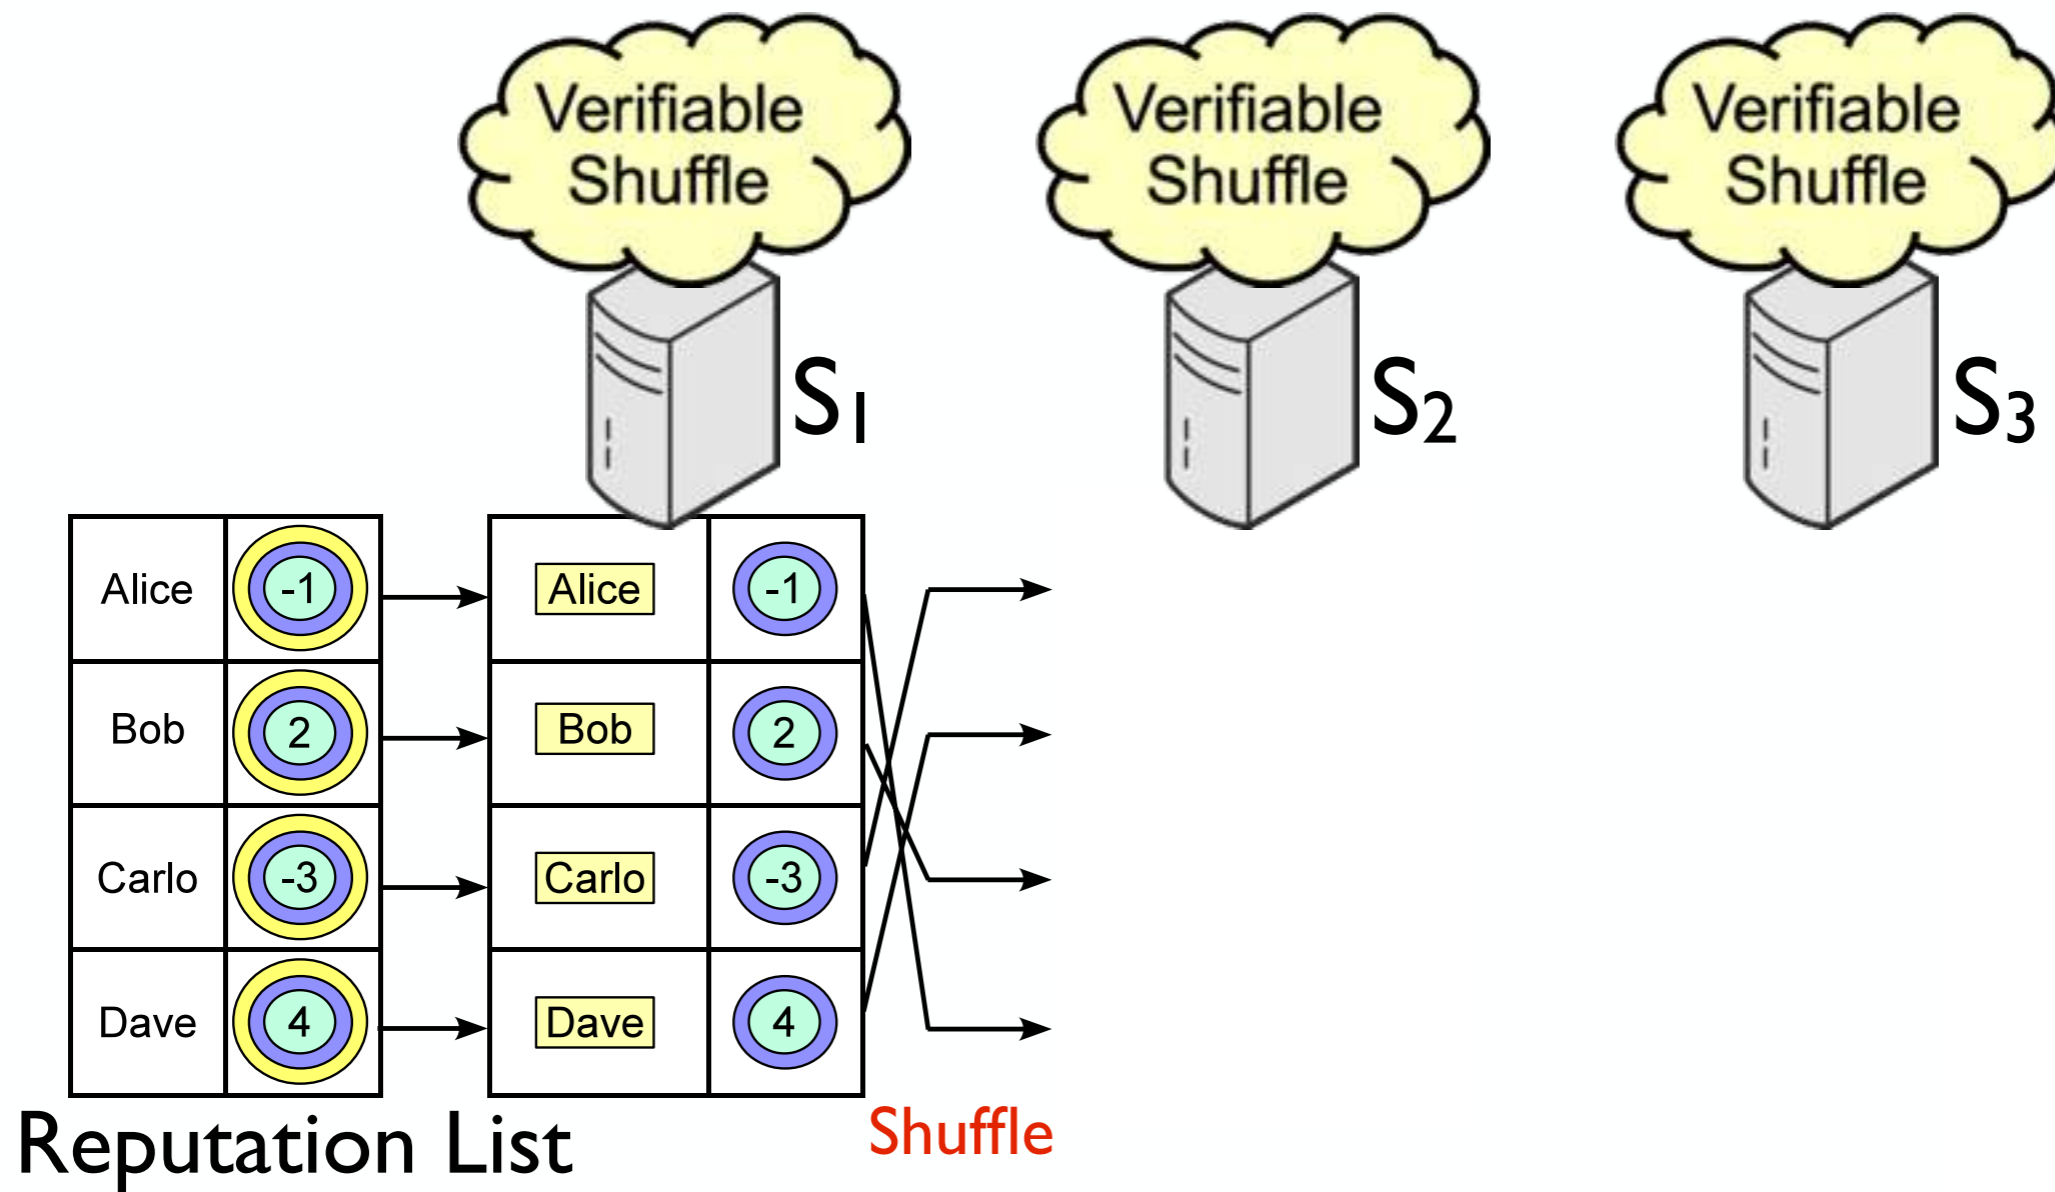 Verifiable
Shuffle
Verifiable
Shuffle
Verifiable
Shuffle
S1
S2
S3
Alice -1 Alice -1
Bob 2 Bob 2
Carlo -3 Carlo -3
Dave 4 Dave 4
Reputation List
Shuffle